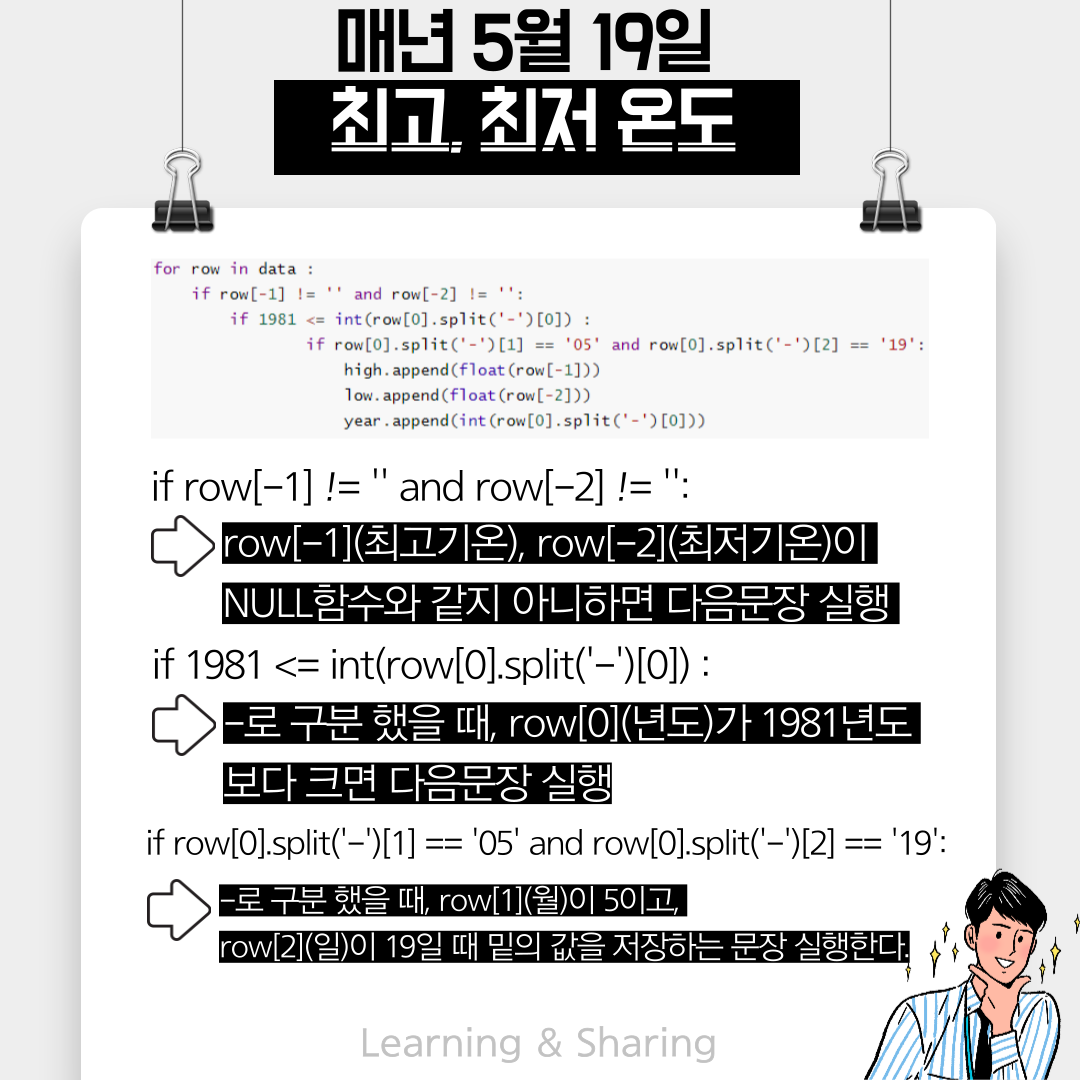 매년 5월 19일
최고, 최저 온도
for row in data :
if row[-1] != '' and row[-2] != '':
if 1981 <= int(row[0].split('-')[0]) :
if row[0].split('-')[1] == '05' and row[0].split('-')[2] == '19':
high.append(float(row[-1]))
low.append(float(row[-2]))
year.append(int(row[0].split('-')[0]))
if row[-1] != '' and row[-2] != '':
row[-1](최고기온), row[-2](최저기온)이
NULL함수와 같지 아니하면 다음문장 실행
if 1981 <= int(row[0].split('-')[0]) :
-로 구분 했을 때, row[0](년도)가 1981년도
보다 크면 다음문장 실행
if row[0].split('-')[1] == '05' and row[0].split('-')[2] == '19':
-로 구분 했을 때, row[1](월)이 5이고,
row[2](일)이 19일 때 밑의 값을 저장하는 문장 실행한다.
Learning & Sharing